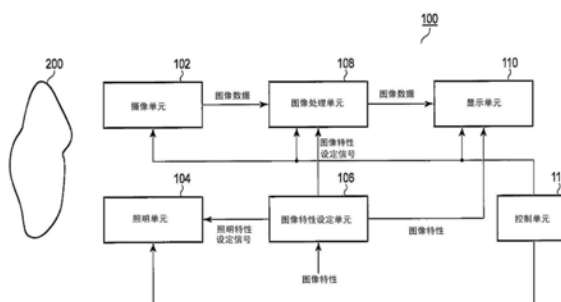 100
200
102
108
110
摄像单元
图像数据
图像处理单元
图像数据
显示单元
图像特性
设定信号
104
106
11
照明单元
照明特性
设定信号
图像特性设定单元
图像特性
控制单元
图像特性